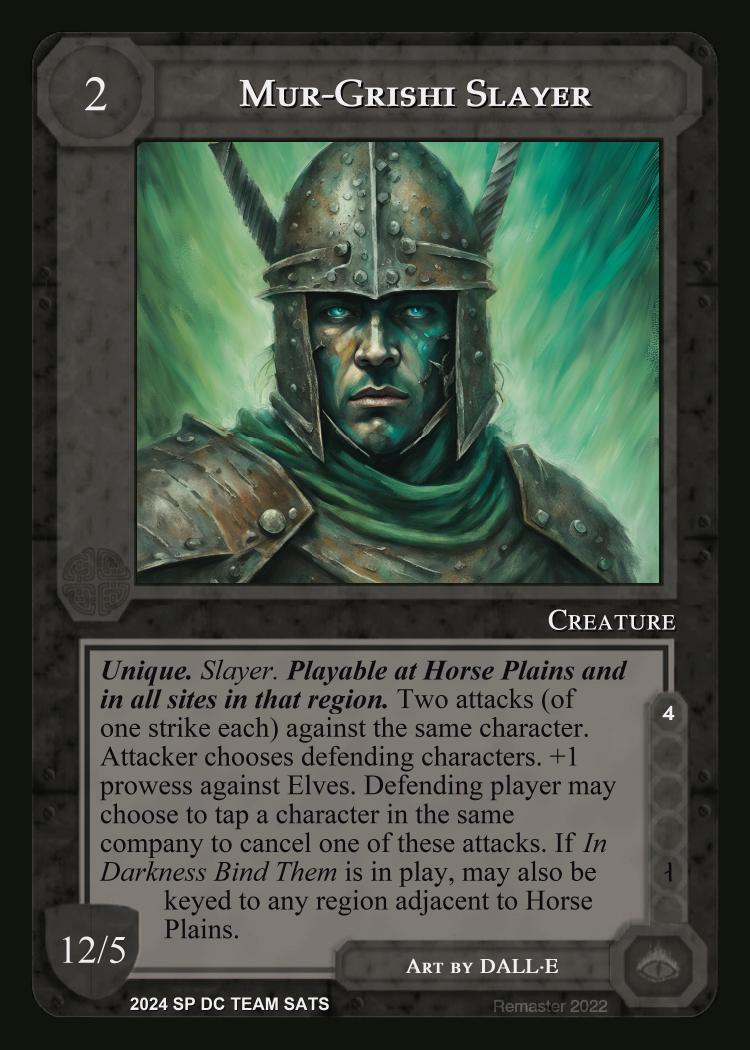 2
Mur-Grishi Slayer
Creature
Unique. Slayer. Playable at Horse Plains and
in all sites in that region. Two attacks (of
one strike each) against the same character.
Attacker chooses defending characters. +1
prowess against Elves. Defending player may
choose to tap a character in the same
company to cancel one of these attacks. If In
Darkness Bind Them is in play, may also be
keyed to any region adjacent to Horse
Plains.
4
12/5
Art by DALL·E
2024 SP DC TEAM SATS
Remaster 2022